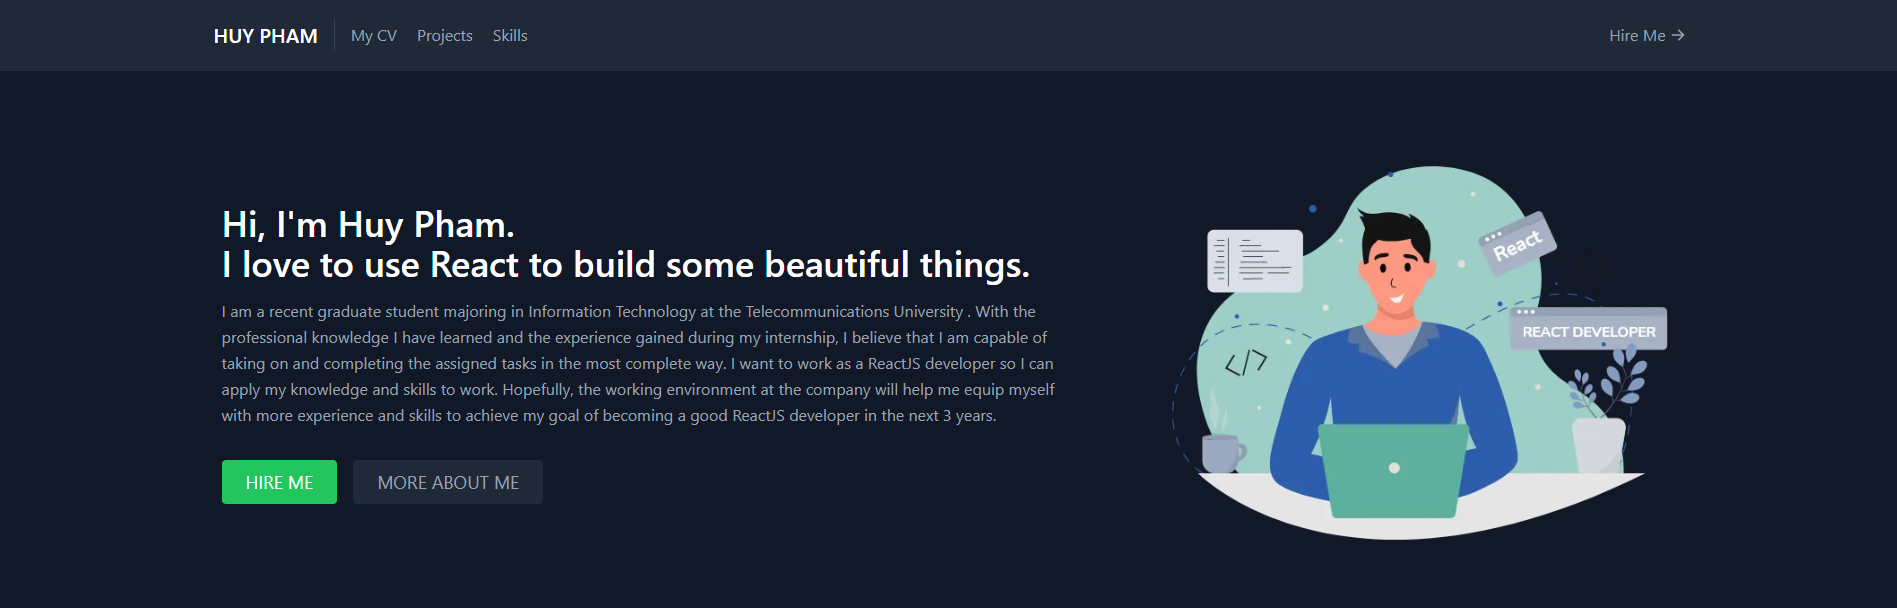 HUY PHAM
My CV Projects Skills
Hire Me →
Hi, I'm Huy Pham.
I love to use React to build some beautiful things.
I am a recent graduate student majoring in Information Technology at the Telecommunications University . With the
professional knowledge I have learned and the experience gained during my internship, I believe that I am capable of
taking on and completing the assigned tasks in the most complete way. I want to work as a ReactJS developer so I can
apply my knowledge and skills to work. Hopefully, the working environment at the company will help me equip myself
with more experience and skills to achieve my goal of becoming a good ReactJS developer in the next 3 years.
HIRE ME
MORE ABOUT ME
React
REACT DEVELOPER
</>